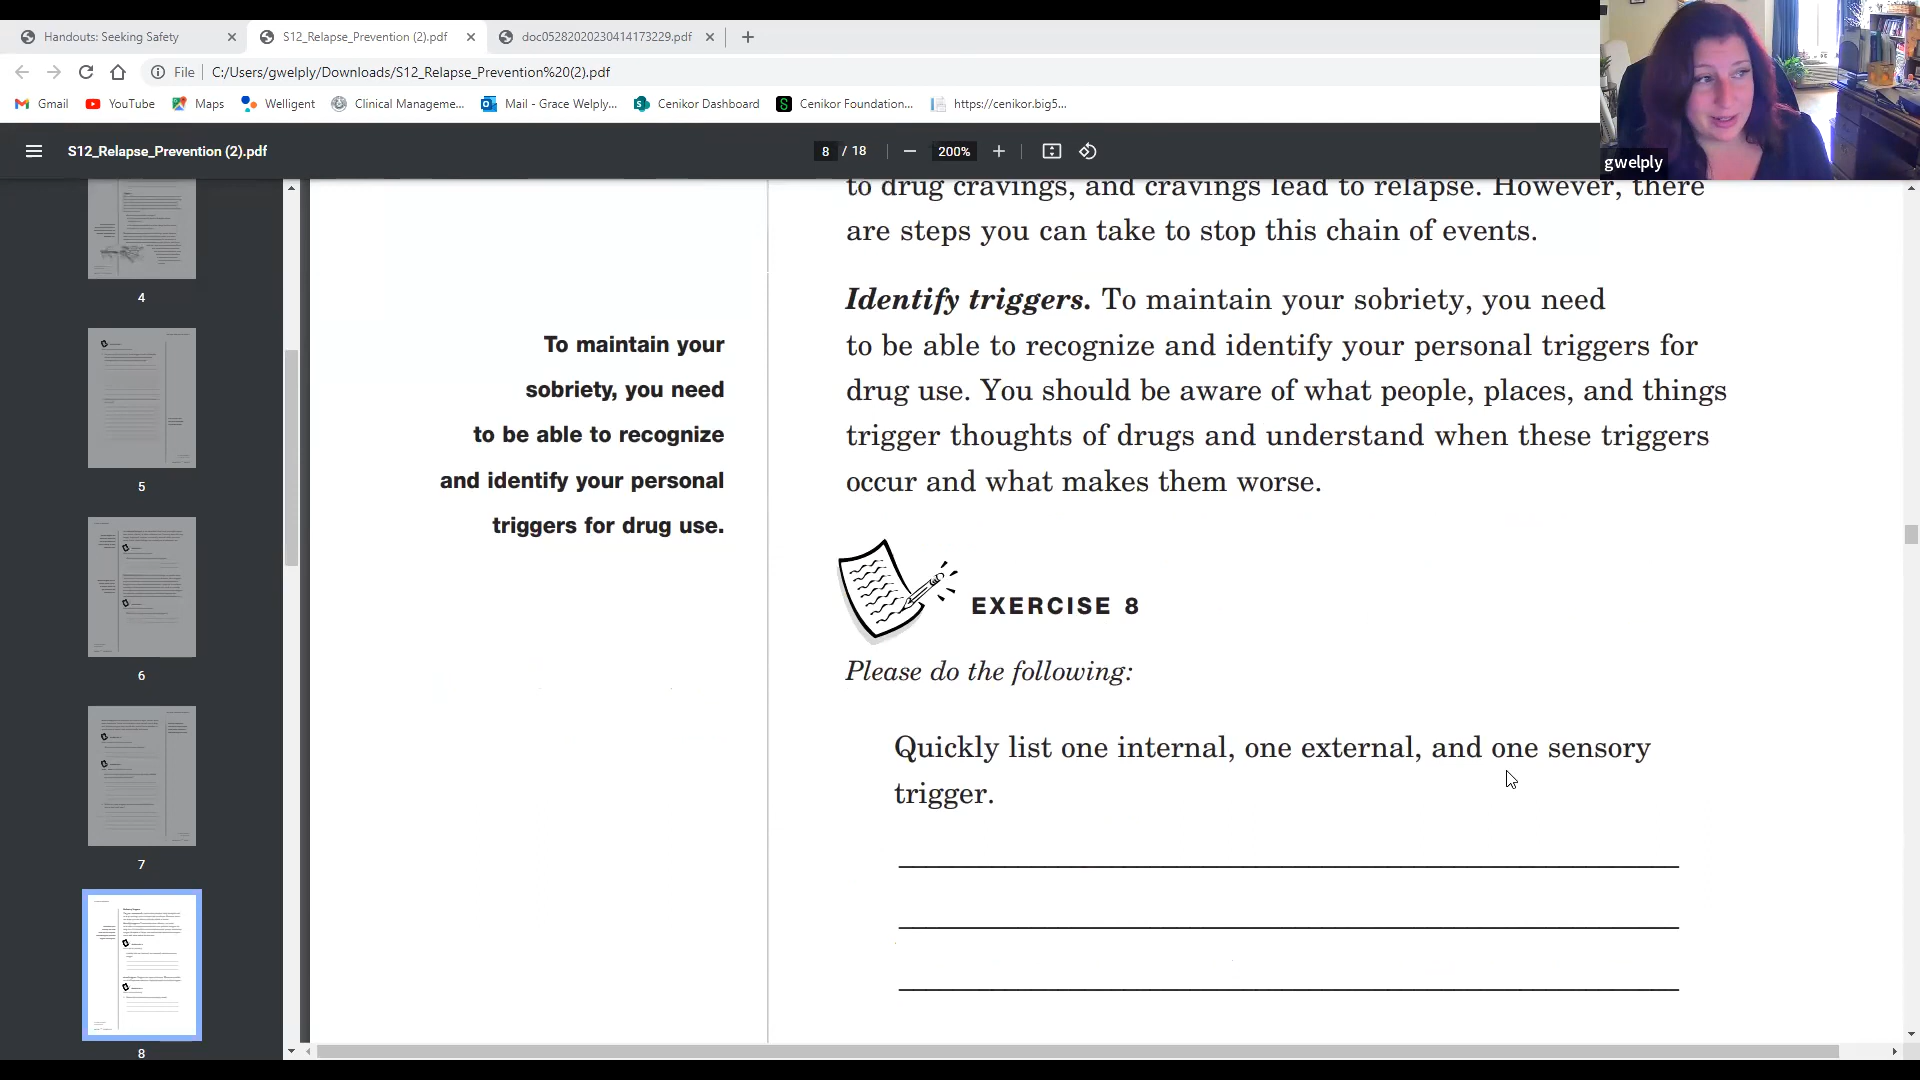 Handouts: Seeking Safety
S12_Relapse_Prevention (2).pdf
doc05282020230414173229.pdf
File
C:/Users/gwelply/Downloads/S12_Relapse_Prevention%20(2).pdf
Gmail
YouTube
Maps
Welligent
Clinical Manageme...
Mail - Grace Welply...
Cenikor Dashboard
Cenikor Foundation...
https://cenikor.big5...
gwelply
S12_Relapse_Prevention (2).pdf
8 / 18
200%
4
5
6
7
8
to drug cravings, and cravings lead to relapse. However, there
are steps you can take to stop this chain of events.
To maintain your
sobriety, you need
to be able to recognize
and identify your personal
triggers for drug use.
Identify triggers. To maintain your sobriety, you need
to be able to recognize and identify your personal triggers for
drug use. You should be aware of what people, places, and things
trigger thoughts of drugs and understand when these triggers
occur and what makes them worse.
EXERCISE 8
Please do the following:
Quickly list one internal, one external, and one sensory
trigger.